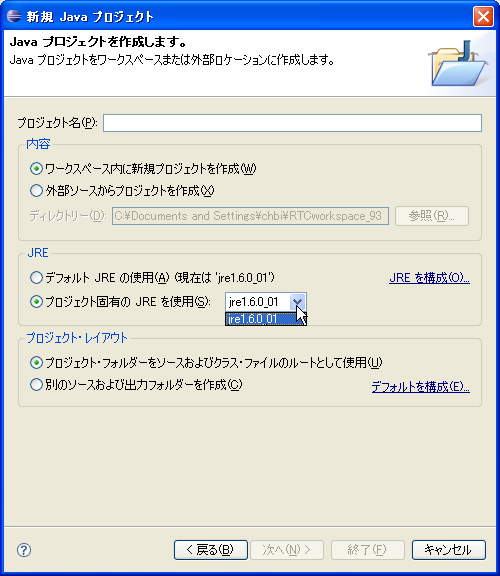 新規 Java プロジェクト
Java プロジェクトを作成します。
Java プロジェクトをワークスペースまたは外部ロケーションに作成します。
プロジェクト名(P):
内容
ワークスペース内に新規プロジェクトを作成(W)
外部ソースからプロジェクトを作成(X)
ディレクトリー(D): C:¥Documents and Settings¥chbi¥RTCworkspace_93 参照(R)...
JRE
デフォルト JRE の使用(A) (現在は 'jre1.6.0_01') JRE を構成(O)...
プロジェクト固有の JRE を使用(S): jre1.6.0_01
jre1.6.0_01
プロジェクト・レイアウト
プロジェクト・フォルダーをソースおよびクラス・ファイルのルートとして使用(U)
別のソースおよび出力フォルダーを作成(C) デフォルトを構成(E)...
? < 戻る(B) 次へ(N) > 終了(F) キャンセル